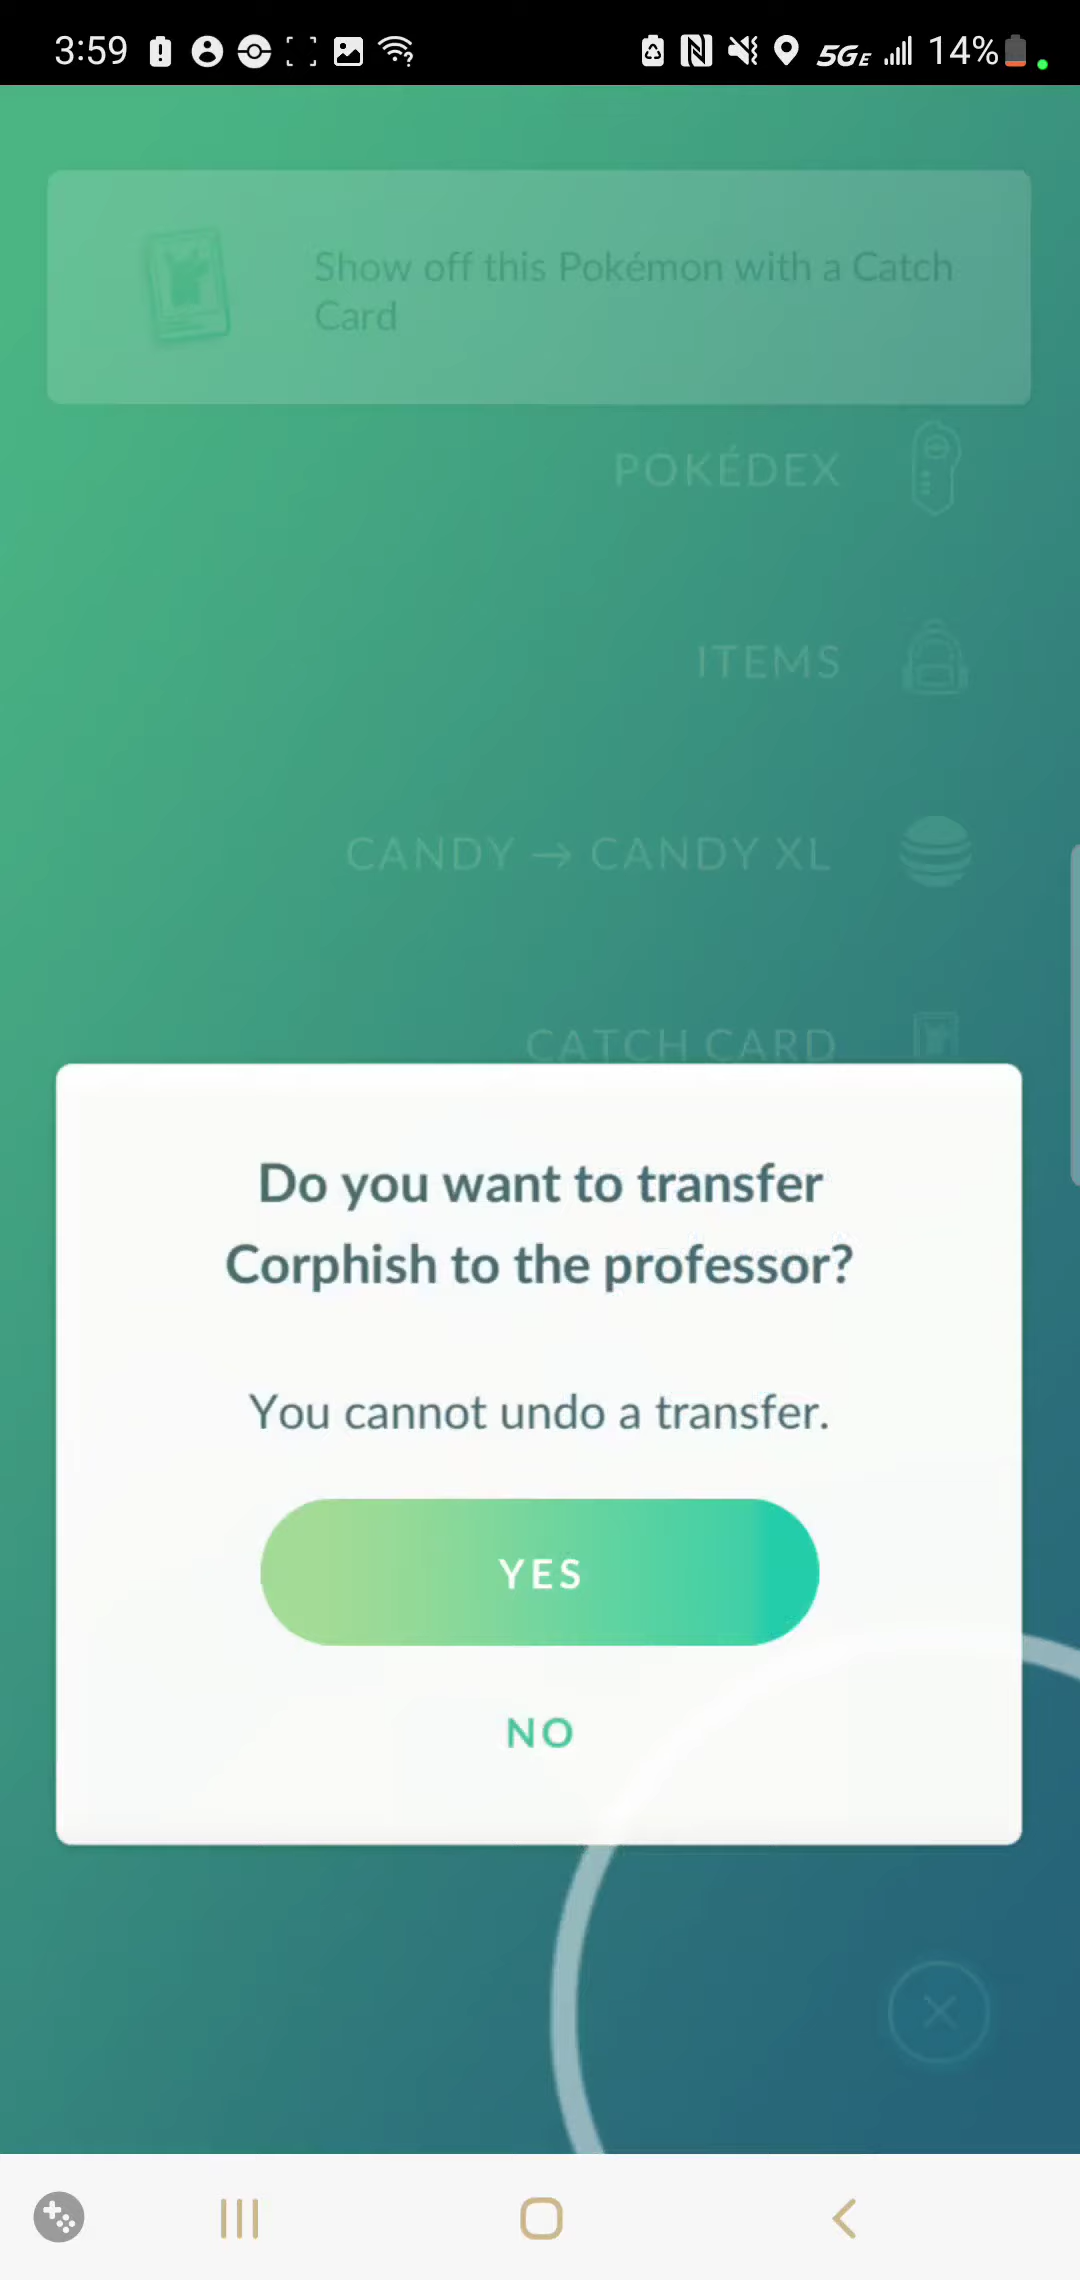 3:59
5GE
14%
Show off this Pokémon with a Catch
Card
POKÉDEX
ITEMS
CANDY → CANDY XL
CATCH CARD
Do you want to transfer
Corphish to the professor?
You cannot undo a transfer.
YES
NO